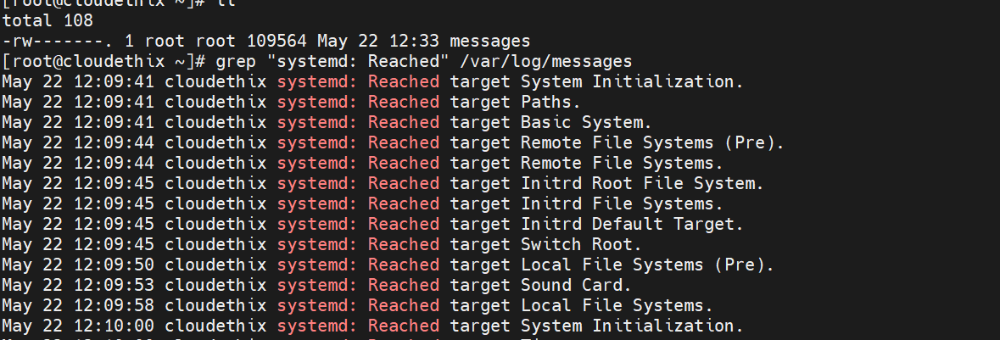 [root@cloudethix ~]# ll
total 108
-rw-------. 1 root root 109564 May 22 12:33 messages
[root@cloudethix ~]# grep "systemd: Reached" /var/log/messages
May 22 12:09:41 cloudethix systemd: Reached target System Initialization.
May 22 12:09:41 cloudethix systemd: Reached target Paths.
May 22 12:09:41 cloudethix systemd: Reached target Basic System.
May 22 12:09:44 cloudethix systemd: Reached target Remote File Systems (Pre).
May 22 12:09:44 cloudethix systemd: Reached target Remote File Systems.
May 22 12:09:45 cloudethix systemd: Reached target Initrd Root File System.
May 22 12:09:45 cloudethix systemd: Reached target Initrd File Systems.
May 22 12:09:45 cloudethix systemd: Reached target Initrd Default Target.
May 22 12:09:45 cloudethix systemd: Reached target Switch Root.
May 22 12:09:50 cloudethix systemd: Reached target Local File Systems (Pre).
May 22 12:09:53 cloudethix systemd: Reached target Sound Card.
May 22 12:09:58 cloudethix systemd: Reached target Local File Systems.
May 22 12:10:00 cloudethix systemd: Reached target System Initialization.